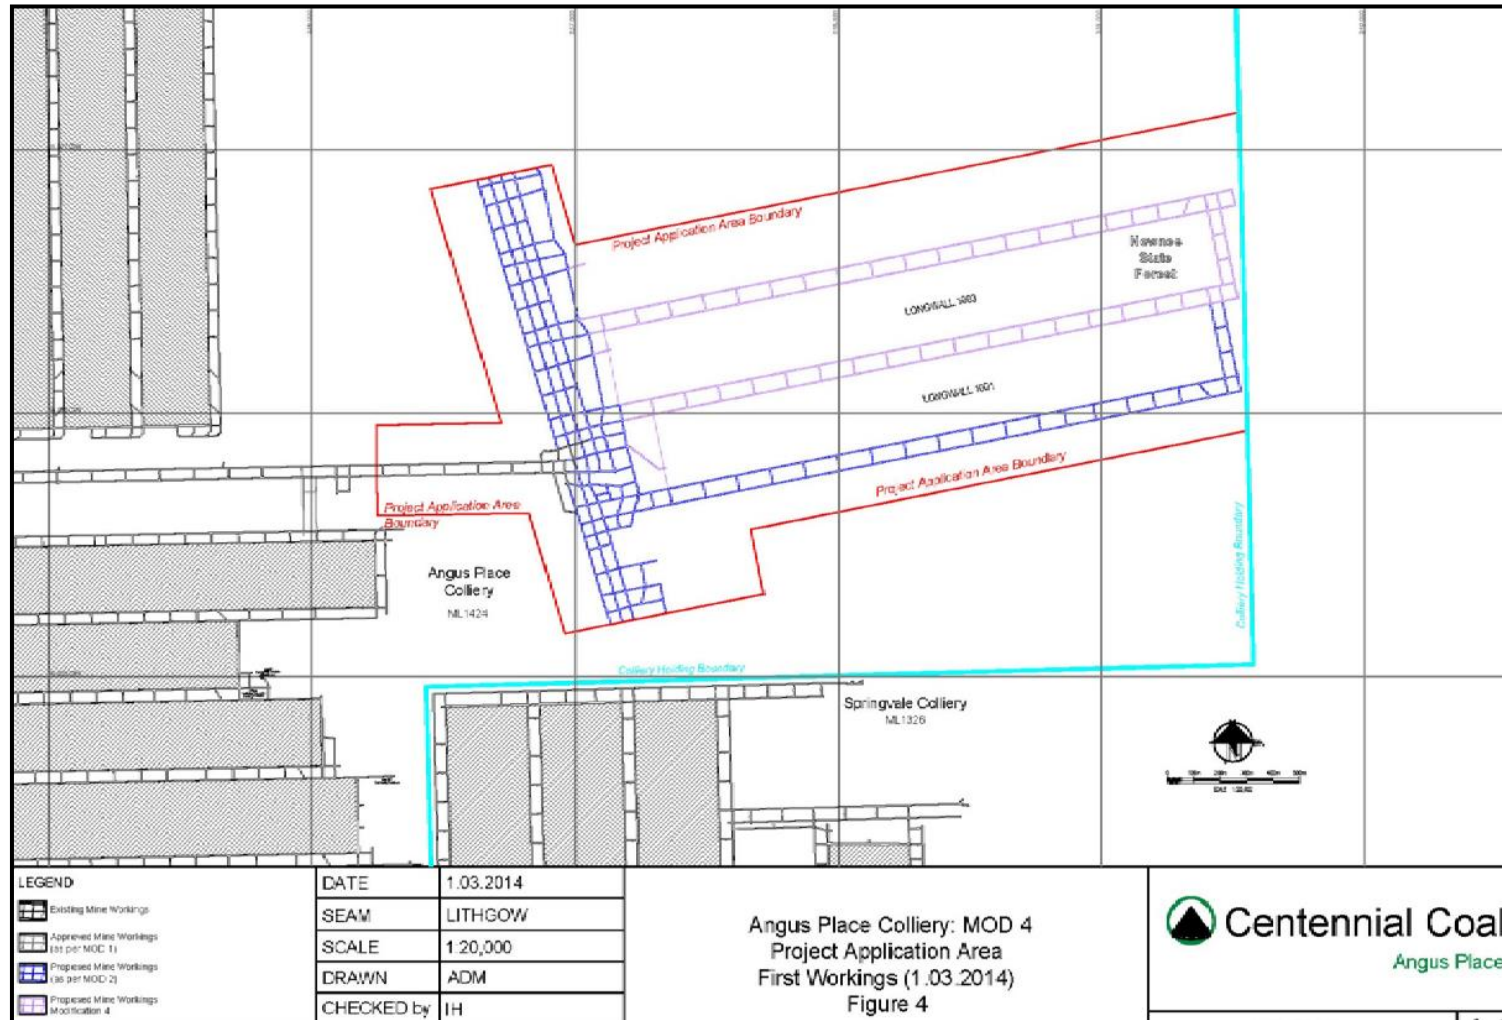 Project Application Area Boundary
Newnes
State
Forest
LONGWALL 1003
LONGWALL 1001
Project Application Area Boundary
Project Application Area
Boundary
Angus Place
Colliery
ML1424
Colliery Holding Boundary
Colliery Holding Boundary
Springvale Colliery
ML1326
LEGEND
Existing Mine Workings
Approved Mine Workings
(as per MOD 1)
Proposed Mine Workings
(as per MOD 2)
Proposed Mine Workings
Modification 4
DATE 1.03.2014
SEAM LITHGOW
SCALE 1:20,000
DRAWN ADM
CHECKED by IH
Angus Place Colliery: MOD 4
Project Application Area
First Workings (1.03.2014)
Figure 4
Centennial Coal
Angus Place